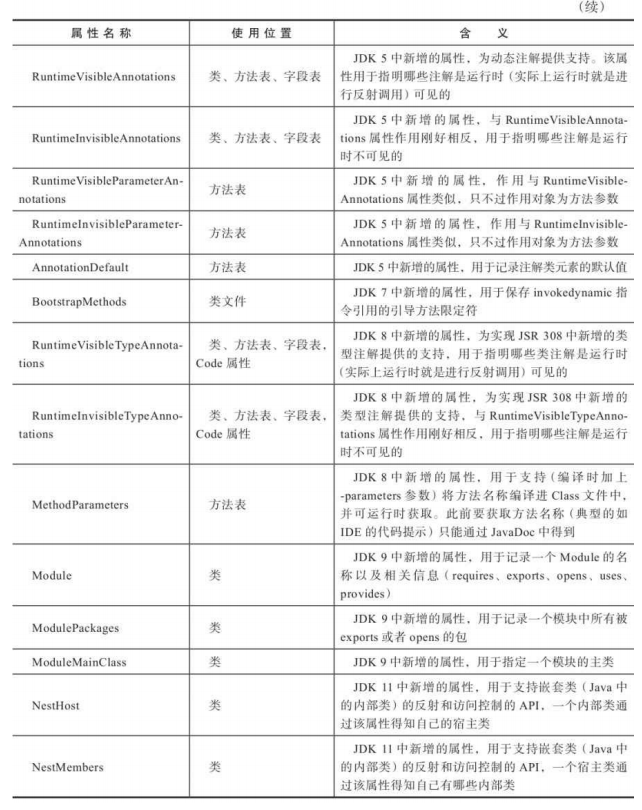 （续）
属 性 名 称 使 用 位 置 含 义
RuntimeVisibleAnnotations 类、方法表、字段表 JDK 5 中新增的属性，为动态注解提供支持。该属
性用于指明哪些注解是运行时（实际上运行时就是进
行反射调用）可见的
RuntimeInvisibleAnnotations 类、方法表、字段表 JDK 5 中新增的属性，与 RuntimeVisibleAnnota-
tions 属性作用刚好相反，用于指明哪些注解是运行
时不可见的
RuntimeVisibleParameterAn-
notations 方法表 JDK 5 中新增的属性，作用与 RuntimeVisible-
Annotations 属性类似，只不过作用对象为方法参数
RuntimeInvisibleParameter-
Annotations 方法表 JDK 5 中新增的属性，作用与 RuntimeInvisible-
Annotations 属性类似，只不过作用对象为方法参数
AnnotationDefault 方法表 JDK 5 中新增的属性，用于记录注解类元素的默认值
BootstrapMethods 类文件 JDK 7 中新增的属性，用于保存 invokedynamic 指
令引用的引导方法限定符
RuntimeVisibleTypeAnnota-
tions 类、方法表、字段表，
Code 属性 JDK 8 中新增的属性，为实现 JSR 308 中新增的类
型注解提供的支持，用于指明哪些类注解是运行时
（实际上运行时就是进行反射调用）可见的
RuntimeInvisibleTypeAnno-
tations 类、方法表、字段表，
Code 属性 JDK 8 中新增的属性，为实现 JSR 308 中新增的
类型注解提供的支持，与 RuntimeVisibleTypeAnno-
tations 属性作用刚好相反，用于指明哪些注解是运行
时不可见的
MethodParameters 方法表 JDK 8 中新增的属性，用于支持（编译时加上
-parameters 参数）将方法名称编译进 Class 文件中，
并可运行时获取。此前要获取方法名称（典型的如
IDE 的代码提示）只能通过 JavaDoc 中得到
Module 类 JDK 9 中新增的属性，用于记录一个 Module 的名
称以及相关信息（requires、exports、opens、uses、
provides）
ModulePackages 类 JDK 9 中新增的属性，用于记录一个模块中所有被
exports 或者 opens 的包
ModuleMainClass 类 JDK 9 中新增的属性，用于指定一个模块的主类
NestHost 类 JDK 11 中新增的属性，用于支持嵌套类（Java 中
的内部类）的反射和访问控制的 API，一个内部类通
过该属性得知自己的宿主类
NestMembers 类 JDK 11 中新增的属性，用于支持嵌套类（Java 中
的内部类）的反射和访问控制的 API，一个宿主类通
过该属性得知自己有哪些内部类